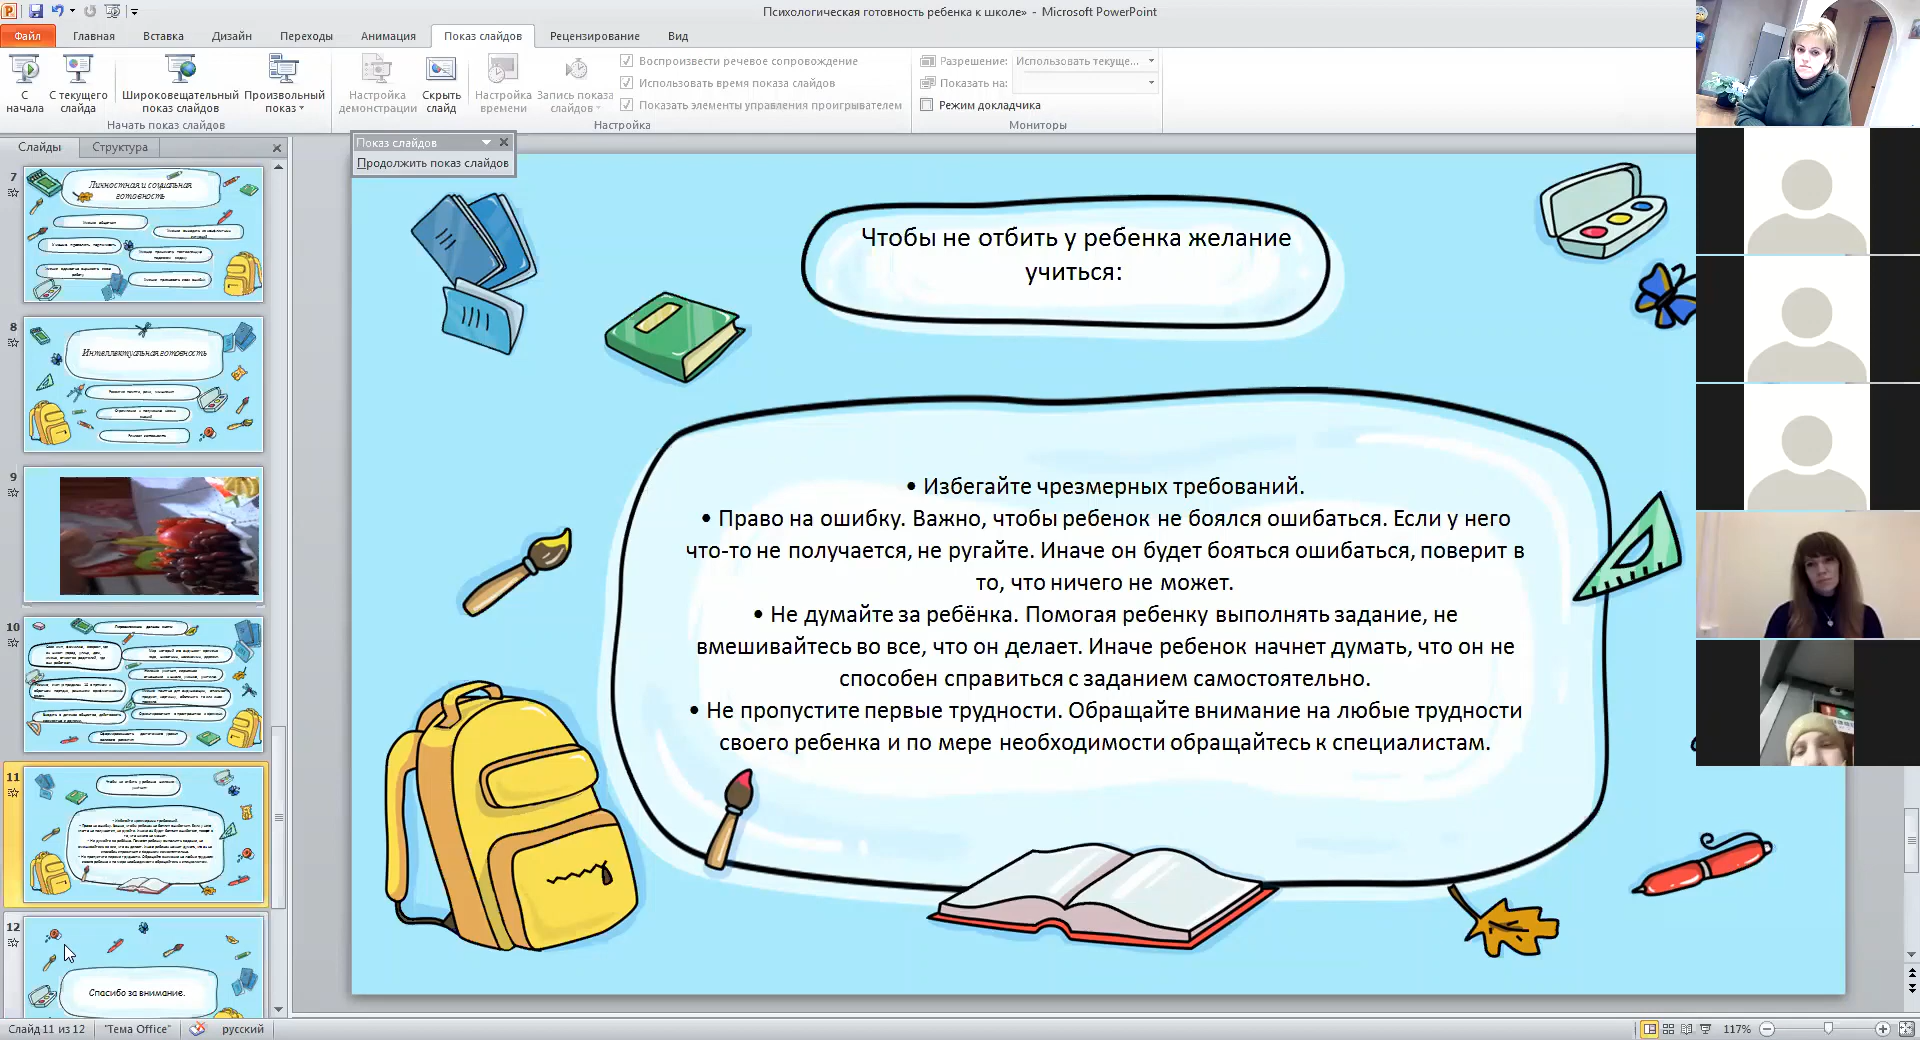 Психологическая готовность ребенка к школе» - Microsoft PowerPoint
Файл Главная Вставка Дизайн Переходы Анимация Показ слайдов Рецензирование Вид
С начала
С текущего слайда
Широковещательный показ слайдов
Произвольный показ
Начать показ слайдов
Настройка демонстрации
Скрыть слайд
Настройка времени
Запись показа слайдов
Воспроизвести речевое сопровождение
Использовать время показа слайдов
Показать элементы управления проигрывателем
Настройка
Разрешение: Использовать текуще...
Показать на:
Режим докладчика
Мониторы
Слайды Структура
Показ слайдов
Продолжить показ слайдов
7
Личностная и социальная
готовность
8
Интеллектуальная готовность
9
10
11
12
Спасибо за внимание.
Чтобы не отбить у ребенка желание
учиться:
• Избегайте чрезмерных требований.
• Право на ошибку. Важно, чтобы ребенок не боялся ошибаться. Если у него
что-то не получается, не ругайте. Иначе он будет бояться ошибаться, поверит в
то, что ничего не может.
• Не думайте за ребёнка. Помогая ребенку выполнять задание, не
вмешивайтесь во все, что он делает. Иначе ребенок начнет думать, что он не
способен справиться с заданием самостоятельно.
• Не пропустите первые трудности. Обращайте внимание на любые трудности
своего ребенка и по мере необходимости обращайтесь к специалистам.
Слайд 11 из 12 "Тема Office" русский 117%